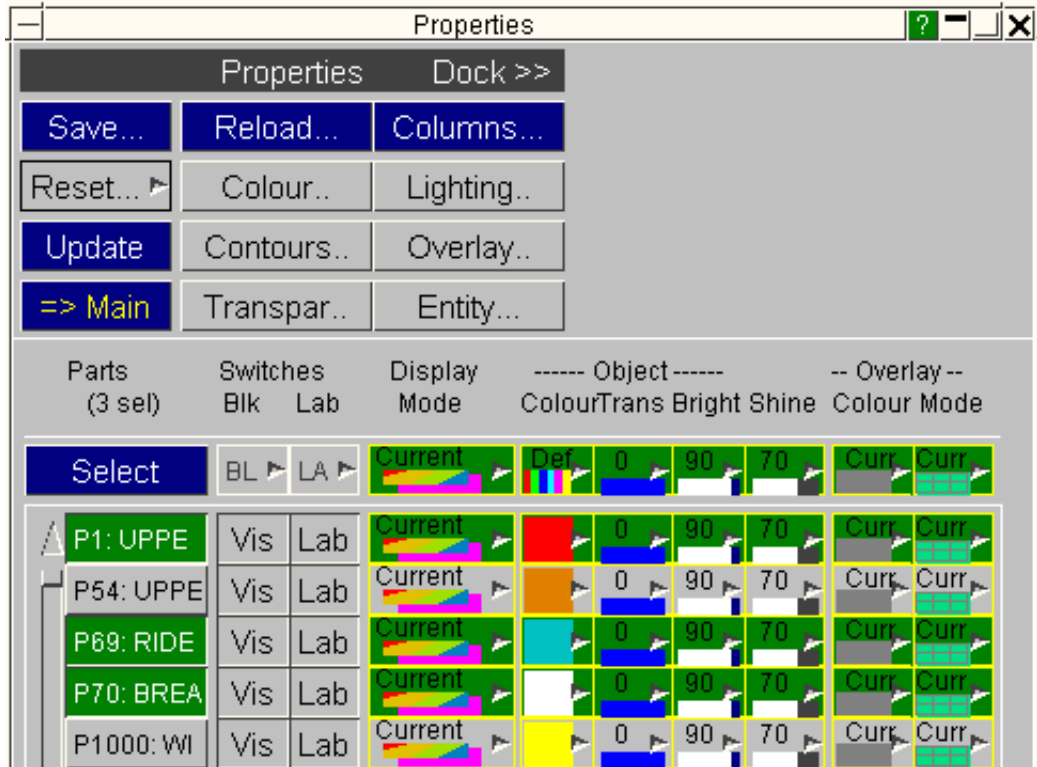 Properties ?
Properties Dock >>
Save... Reload... Columns...
Reset... Colour.. Lighting..
Update Contours.. Overlay..
=> Main Transpar.. Entity...
Parts Switches Display ------ Object ------ -- Overlay --
(3 sel) Blk Lab Mode Colour Trans Bright Shine Colour Mode
Select BL LA Current Def 0 90 70 Curr Curr
P1: UPPE Vis Lab Current 0 90 70 Curr Curr
P54: UPPE Vis Lab Current 0 90 70 Curr Curr
P69: RIDE Vis Lab Current 0 90 70 Curr Curr
P70: BREA Vis Lab Current 0 90 70 Curr Curr
P1000: WI Vis Lab Current 0 90 70 Curr Curr